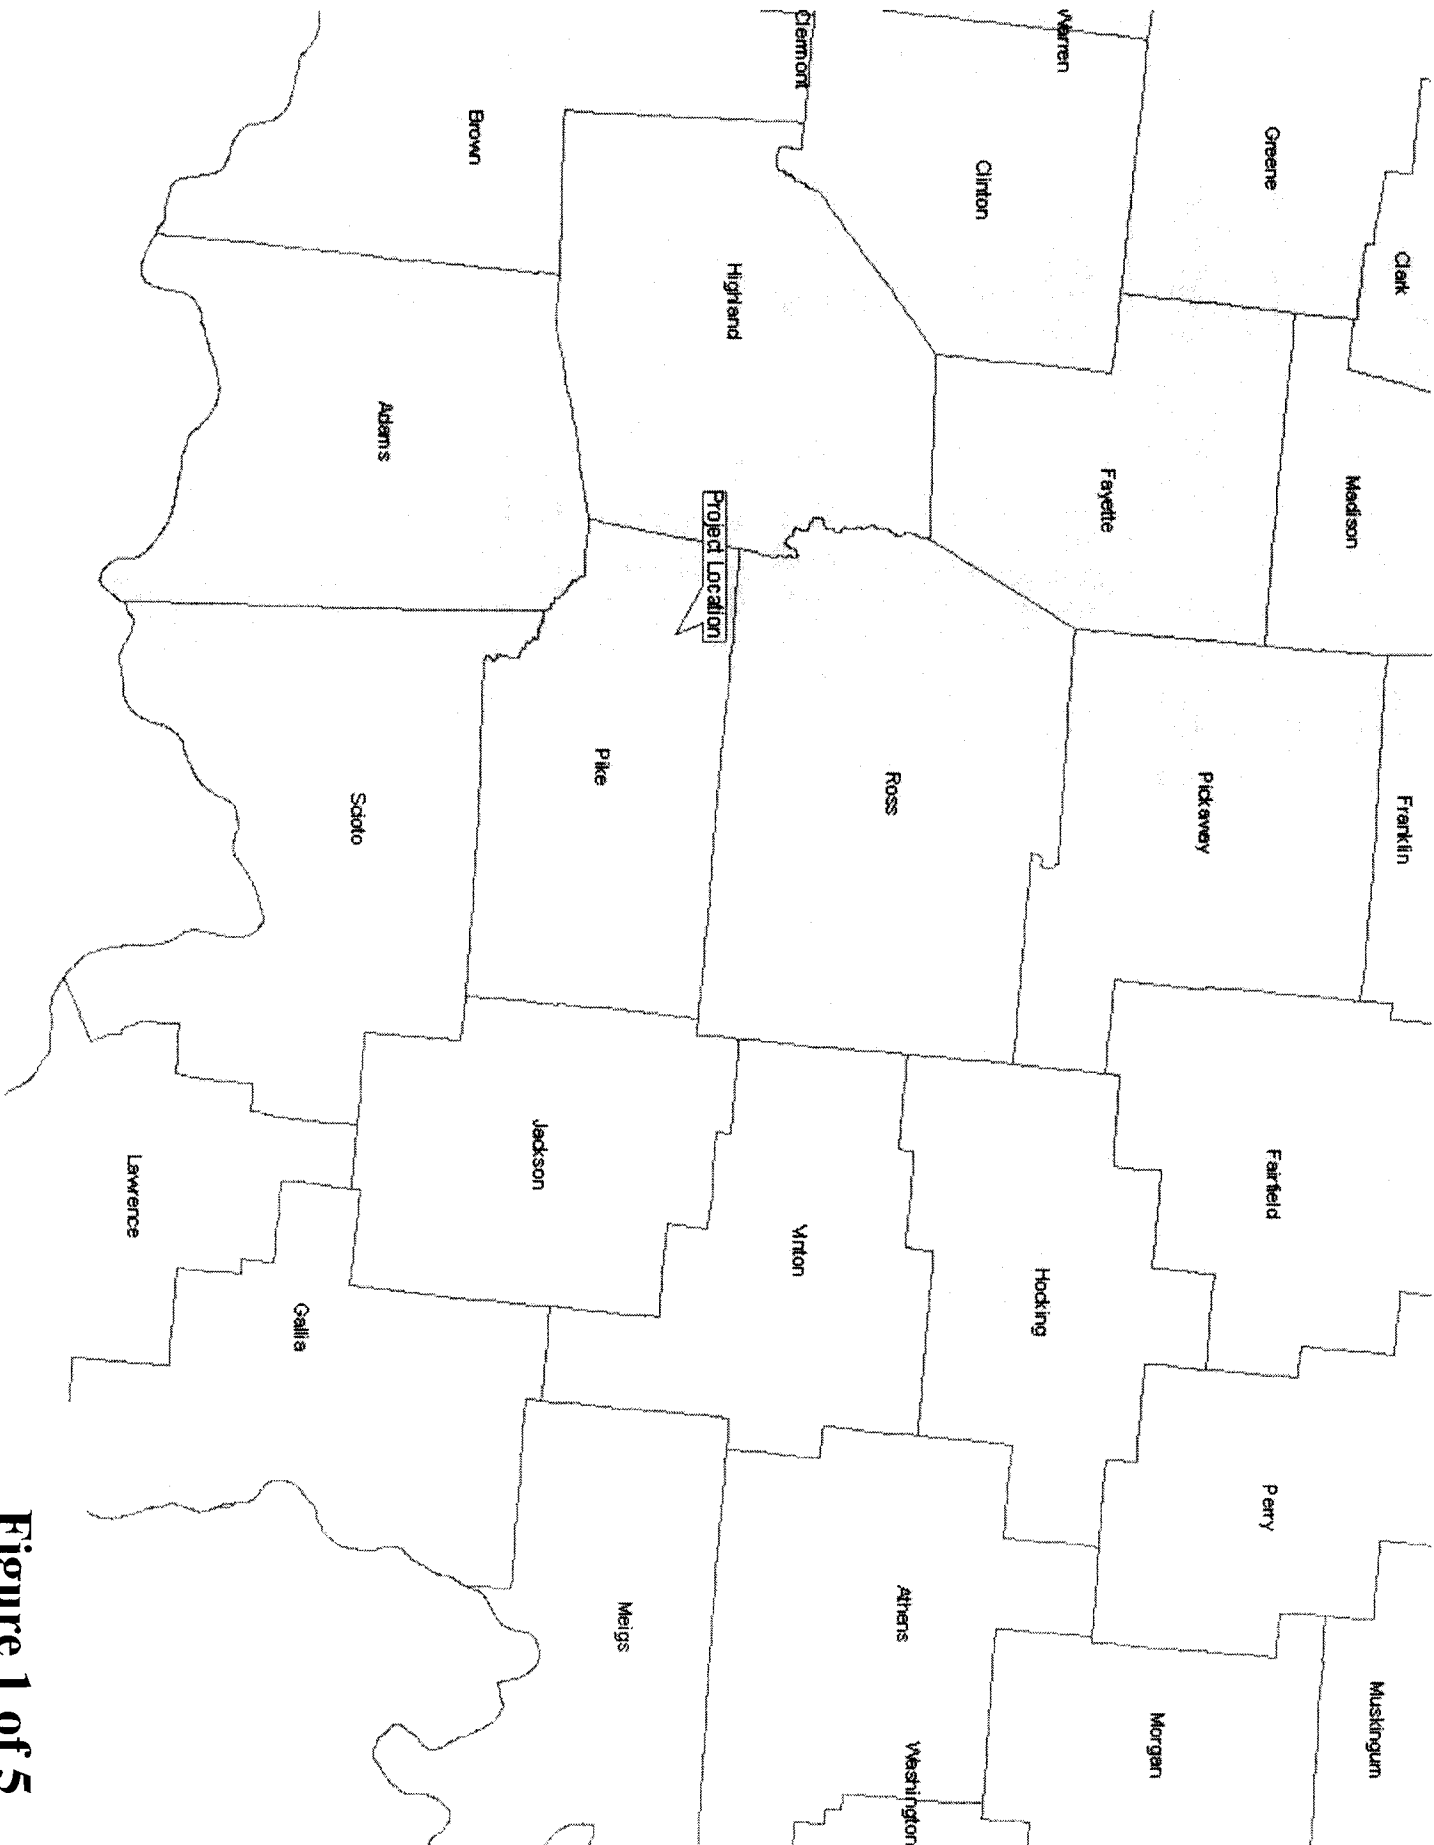 Clark
Madison
Franklin
Greene
Fayette
Pickaway
Fairfield
Perry
Muskingum
Warren
Clinton
Ross
Hocking
Morgan
Clermont
Highland
Project Location
Vinton
Athens
Washington
Brown
Pike
Jackson
Meigs
Adams
Scioto
Gallia
Lawrence
Figure 1 of 5